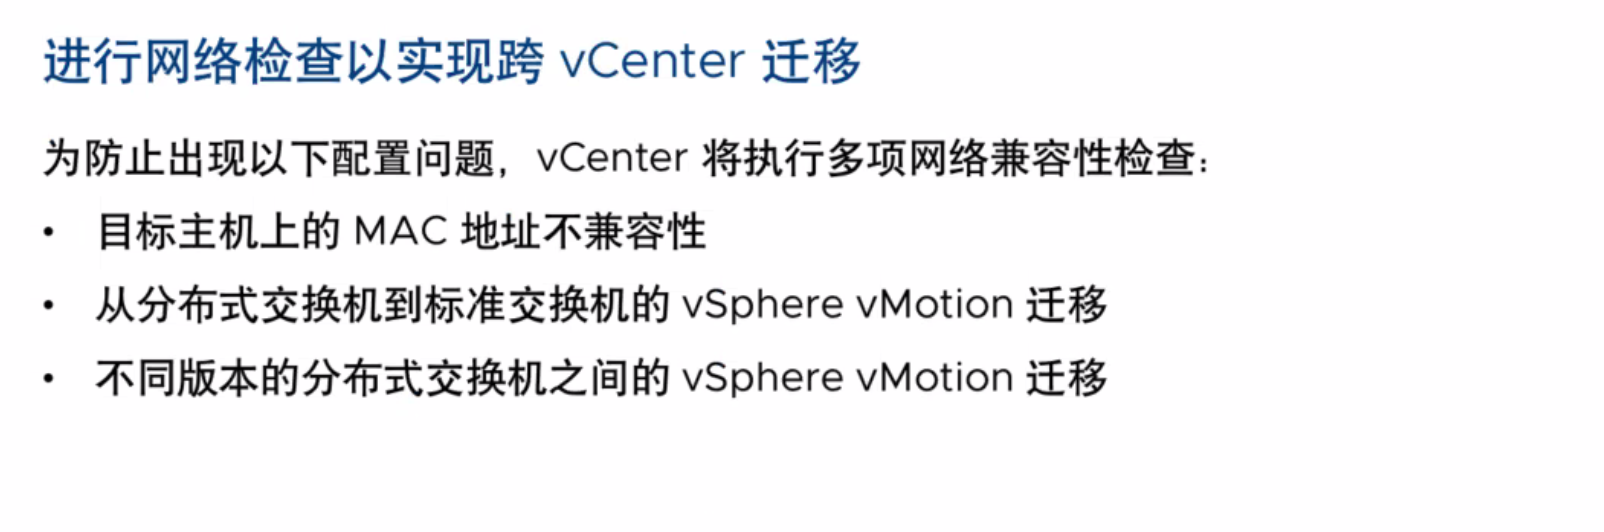 进行网络检查以实现跨 vCenter 迁移
为防止出现以下配置问题，vCenter 将执行多项网络兼容性检查：
• 目标主机上的 MAC 地址不兼容性
• 从分布式交换机到标准交换机的 vSphere vMotion 迁移
• 不同版本的分布式交换机之间的 vSphere vMotion 迁移